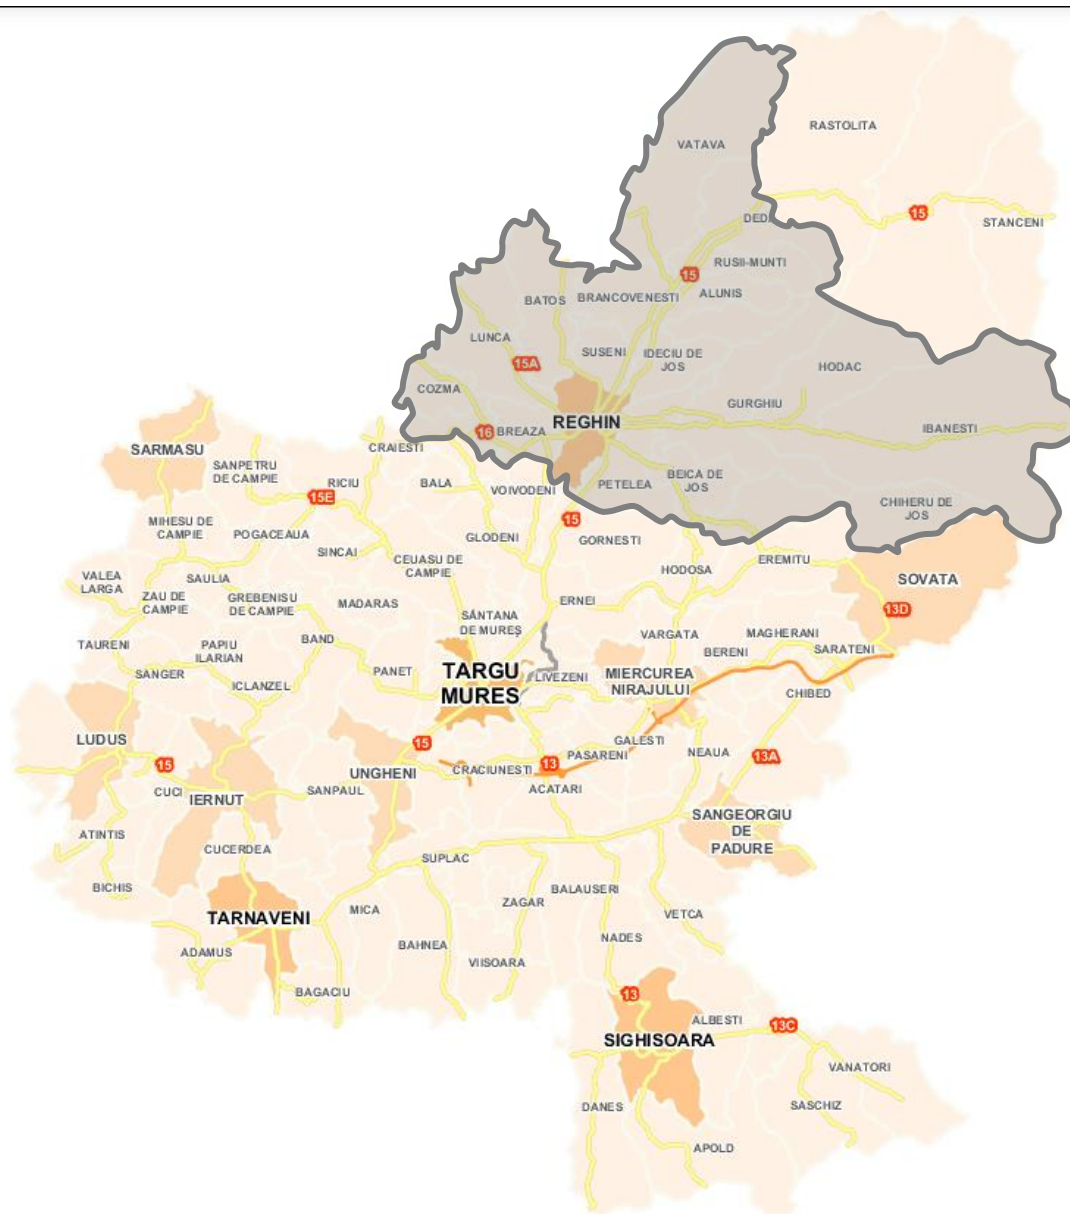 RASTOLITA
VATAVA
15
DED
STANCENI
RUSII-MUNTI
15
ALUNIS
BATOS
BRANCOVENESTI
LUNCA
SUSENI
IDECIU DE
JOS
15A
HODAC
COZMA
GURGHIU
REGHIN
IBANESTI
16
BREAZA
SARMASU
CRAIESTI
SANPETRU
DE CAMPIE
RICIU
BALA
VOIVODENI
PETELEA
BEICA DE
JOS
15E
CHIHERU DE
JOS
MIHESU DE
CAMPIE
POGACEAUA
15
SINCAI
GLODENI
GORNESTI
CEUASU DE
CAMPIE
EREMITU
HODOSA
SOVATA
VALEA
LARGA
SAULIA
ZAU DE
CAMPIE
GREBENISU
DE CAMPIE
MADARAS
ERNEI
13D
SÂNTANA
DE MUREȘ
TAURENI
PAPIU
ILARIAN
BAND
VARGATA
MAGHERANI
BERENI
SARATENI
SANGER
ICLANZEL
PANET
TARGU
MURES
LIVEZENI
MIERCUREA
NIRAJULUI
CHIBED
LUDUS
15
15
UNGHENI
CRACIUNESTI
13
PASARENI
GALESTI
NEAUA
13A
CUCI
IERNUT
SANPAUL
ACATARI
SANGEORGIU
DE
PADURE
ATINTIS
CUCERDEA
SUPLAC
BICHIS
BALAUSERI
ZAGAR
TARNAVENI
MICA
VETCA
BAHNEA
NADES
ADAMUS
VIISOARA
BAGACIU
13
ALBESTI
13C
SIGHISOARA
VANATORI
DANES
SASCHIZ
APOLD